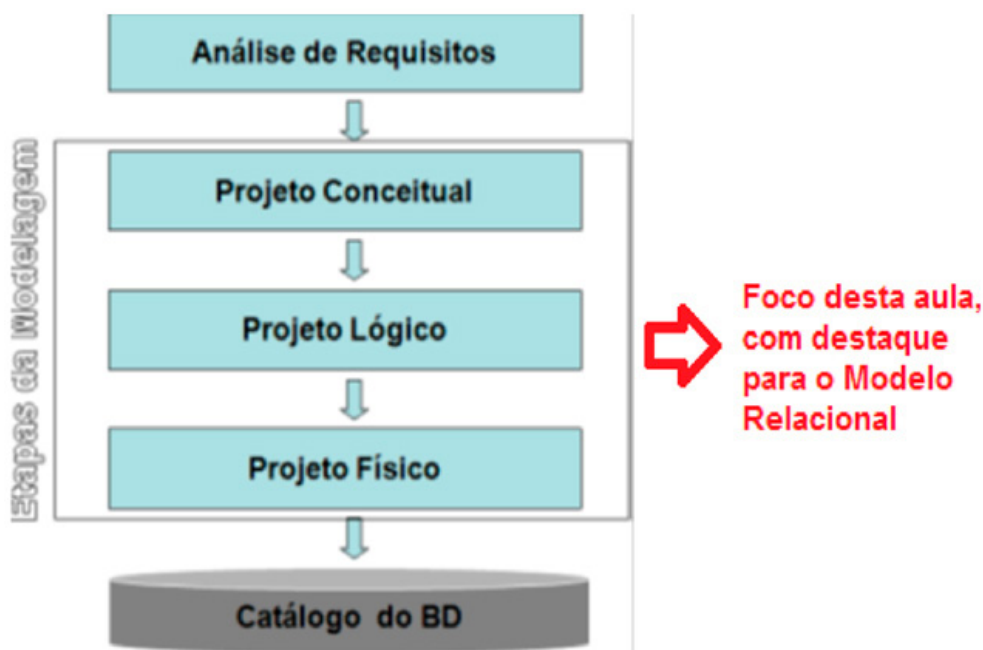 Análise de Requisitos
Etapas da Modelagem
Projeto Conceitual
Projeto Lógico
Projeto Físico
Catálogo do BD
Foco desta aula,
com destaque
para o Modelo
Relacional